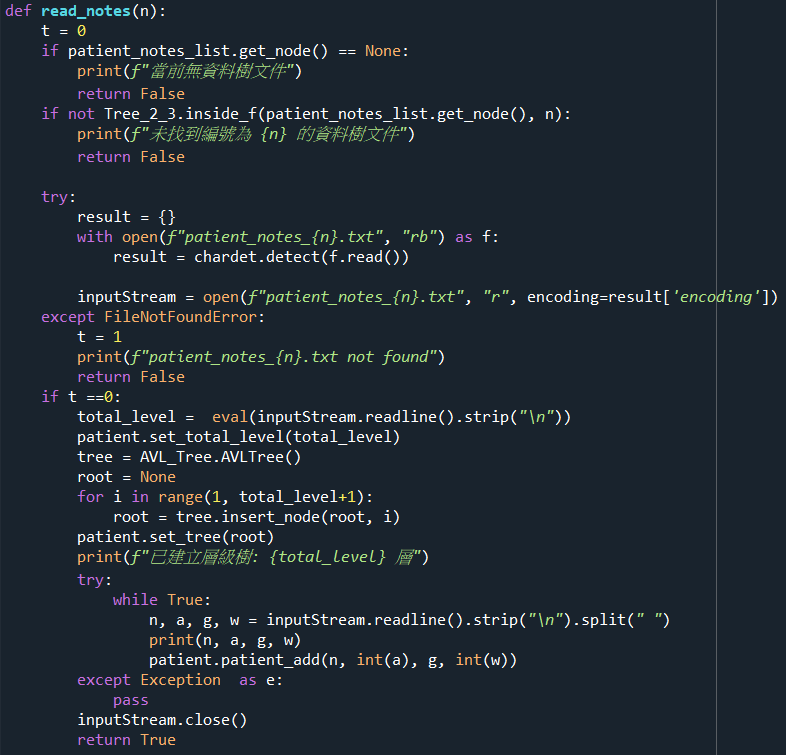 def read_notes(n):
    t = 0
    if patient_notes_list.get_node() == None:
        print(f"當前無資料樹文件")
        return False
    if not Tree_2_3.inside_f(patient_notes_list.get_node(), n):
        print(f"未找到編號為 {n} 的資料樹文件")
        return False

    try:
        result = {}
        with open(f"patient_notes_{n}.txt", "rb") as f:
            result = chardet.detect(f.read())

        inputStream = open(f"patient_notes_{n}.txt", "r", encoding=result['encoding'])
    except FileNotFoundError:
        t = 1
        print(f"patient_notes_{n}.txt not found")
        return False
    if t ==0:
        total_level =  eval(inputStream.readline().strip("\n"))
        patient.set_total_level(total_level)
        tree = AVL_Tree.AVLTree()
        root = None
        for i in range(1, total_level+1):
            root = tree.insert_node(root, i)
        patient.set_tree(root)
        print(f"已建立層級樹: {total_level} 層")
        try:
            while True:
                n, a, g, w = inputStream.readline().strip("\n").split(" ")
                print(n, a, g, w)
                patient.patient_add(n, int(a), g, int(w))
        except Exception  as e:
            pass
        inputStream.close()
        return True